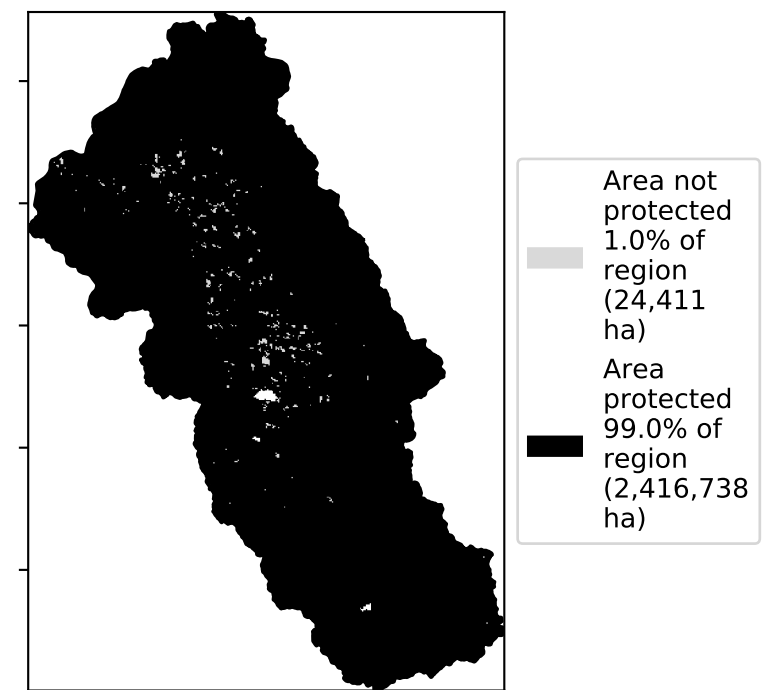 Area not
protected
1.0% of
region
(24,411
ha)
Area
protected
99.0% of
region
(2,416,738
ha)